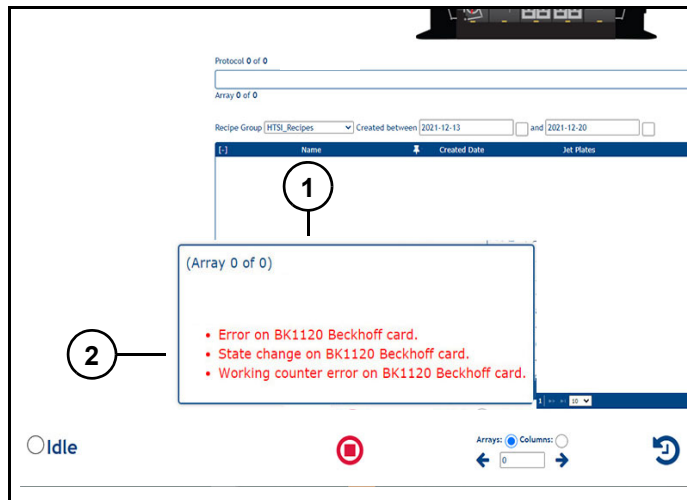 Protocol 0 of 0
Array 0 of 0
Recipe Group HTSI_Recipes Created between 2021-12-13 and 2021-12-20
[-] Name Created Date Jet Plates
1
(Array 0 of 0)
• Error on BK1120 Beckhoff card.
• State change on BK1120 Beckhoff card.
• Working counter error on BK1120 Beckhoff card.
2
1 10
Idle
Arrays: Columns:
0